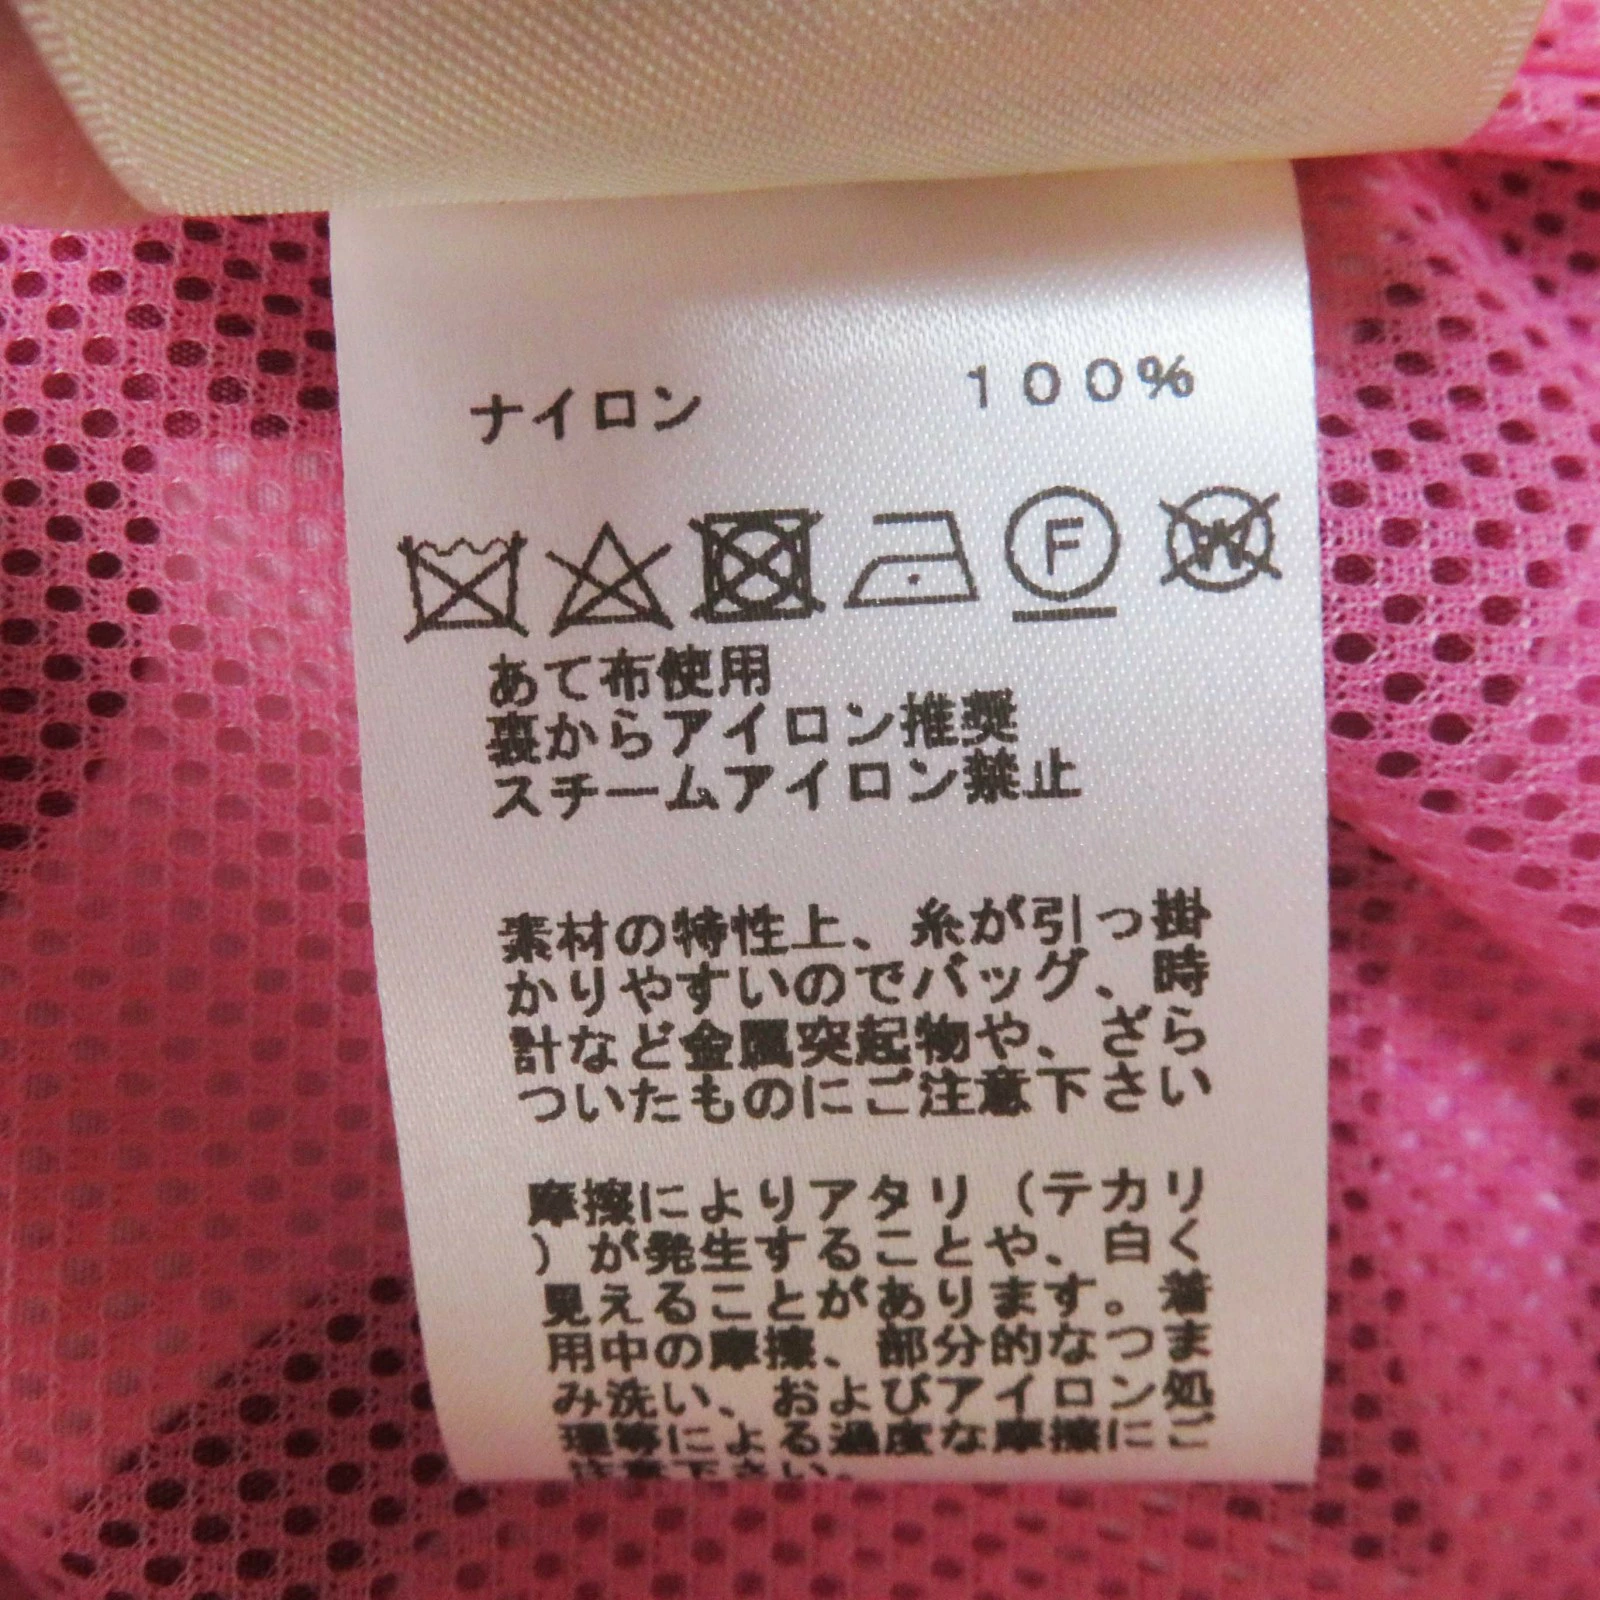 ナイロン 100%
F
W
あて布使用
裏からアイロン推奨
スチームアイロン禁止
素材の特性上、糸が引っ掛
かりやすいのでバッグ、時
計など金属突起物や、ざら
ついたものにご注意下さい
摩擦によりアタリ（テカリ
）が発生することや、白く
見えることがあります。着
用中の摩擦、部分的なつま
み洗い、およびアイロン処
理等による過度な摩擦にご
注意下さい。